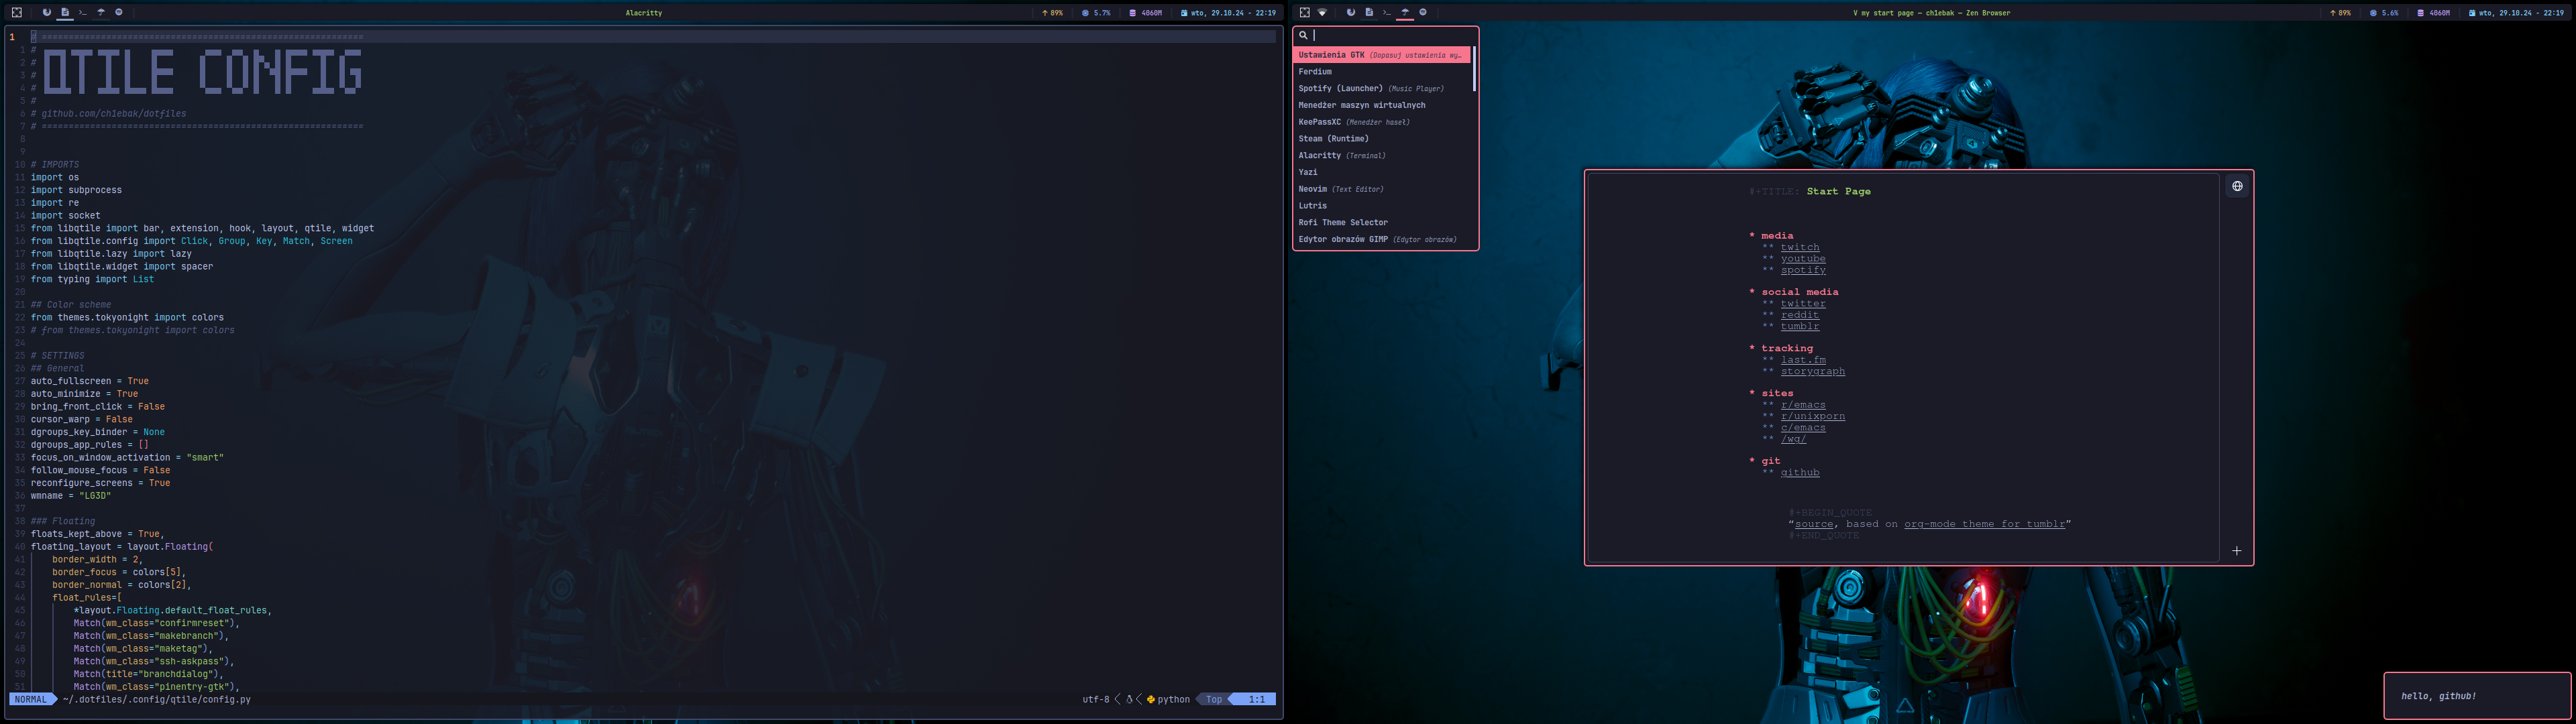 Alacritty
89%
5.7%
4060M
wto, 29.10.24 - 22:19
1 # ============================================================
1 #
2 # QTILE CONFIG
3 #
4 #
5 #
6 # github.com/ch1ebak/dotfiles
7 # ============================================================
8
9
10 # IMPORTS
11 import os
12 import subprocess
13 import re
14 import socket
15 from libqtile import bar, extension, hook, layout, qtile, widget
16 from libqtile.config import Click, Group, Key, Match, Screen
17 from libqtile.lazy import lazy
18 from libqtile.widget import spacer
19 from typing import List
20
21 ## Color scheme
22 from themes.tokyonight import colors
23 # from themes.tokyonight import colors
24
25 # SETTINGS
26 ## General
27 auto_fullscreen = True
28 auto_minimize = True
29 bring_front_click = False
30 cursor_warp = False
31 dgroups_key_binder = None
32 dgroups_app_rules = []
33 focus_on_window_activation = "smart"
34 follow_mouse_focus = False
35 reconfigure_screens = True
36 wmname = "LG3D"
37
38 ### Floating
39 floats_kept_above = True,
40 floating_layout = layout.Floating(
41 border_width = 2,
42 border_focus = colors[5],
43 border_normal = colors[2],
44 float_rules=[
45 *layout.Floating.default_float_rules,
46 Match(wm_class="confirmreset"),
47 Match(wm_class="makebranch"),
48 Match(wm_class="maketag"),
49 Match(wm_class="ssh-askpass"),
50 Match(title="branchdialog"),
51 Match(wm_class="pinentry-gtk"),
NORMAL ~/.dotfiles/.config/qtile/config.py
utf-8 python Top 1:1
V my start page — ch1ebak — Zen Browser
89%
5.6%
4060M
wto, 29.10.24 - 22:19
Ustawienia GTK (Dopasuj ustawienia wy…
Ferdium
Spotify (Launcher) (Music Player)
Menedżer maszyn wirtualnych
KeePassXC (Menedżer haseł)
Steam (Runtime)
Alacritty (Terminal)
Yazi
Neovim (Text Editor)
Lutris
Rofi Theme Selector
Edytor obrazów GIMP (Edytor obrazów)
#+TITLE: Start Page
* media
** twitch
** youtube
** spotify
* social media
** twitter
** reddit
** tumblr
* tracking
** last.fm
** storygraph
* sites
** r/emacs
** r/unixporn
** c/emacs
** /wg/
* git
** github
#+BEGIN_QUOTE
“source, based on org-mode theme for tumblr”
#+END_QUOTE
hello, github!